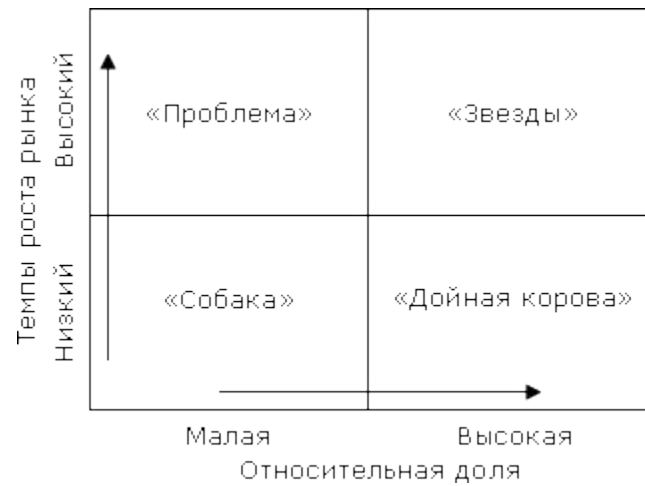 Темпы роста рынка
Высокий
Низкий
«Проблема»
«Звезды»
«Собака»
«Дойная корова»
Малая
Высокая
Относительная доля